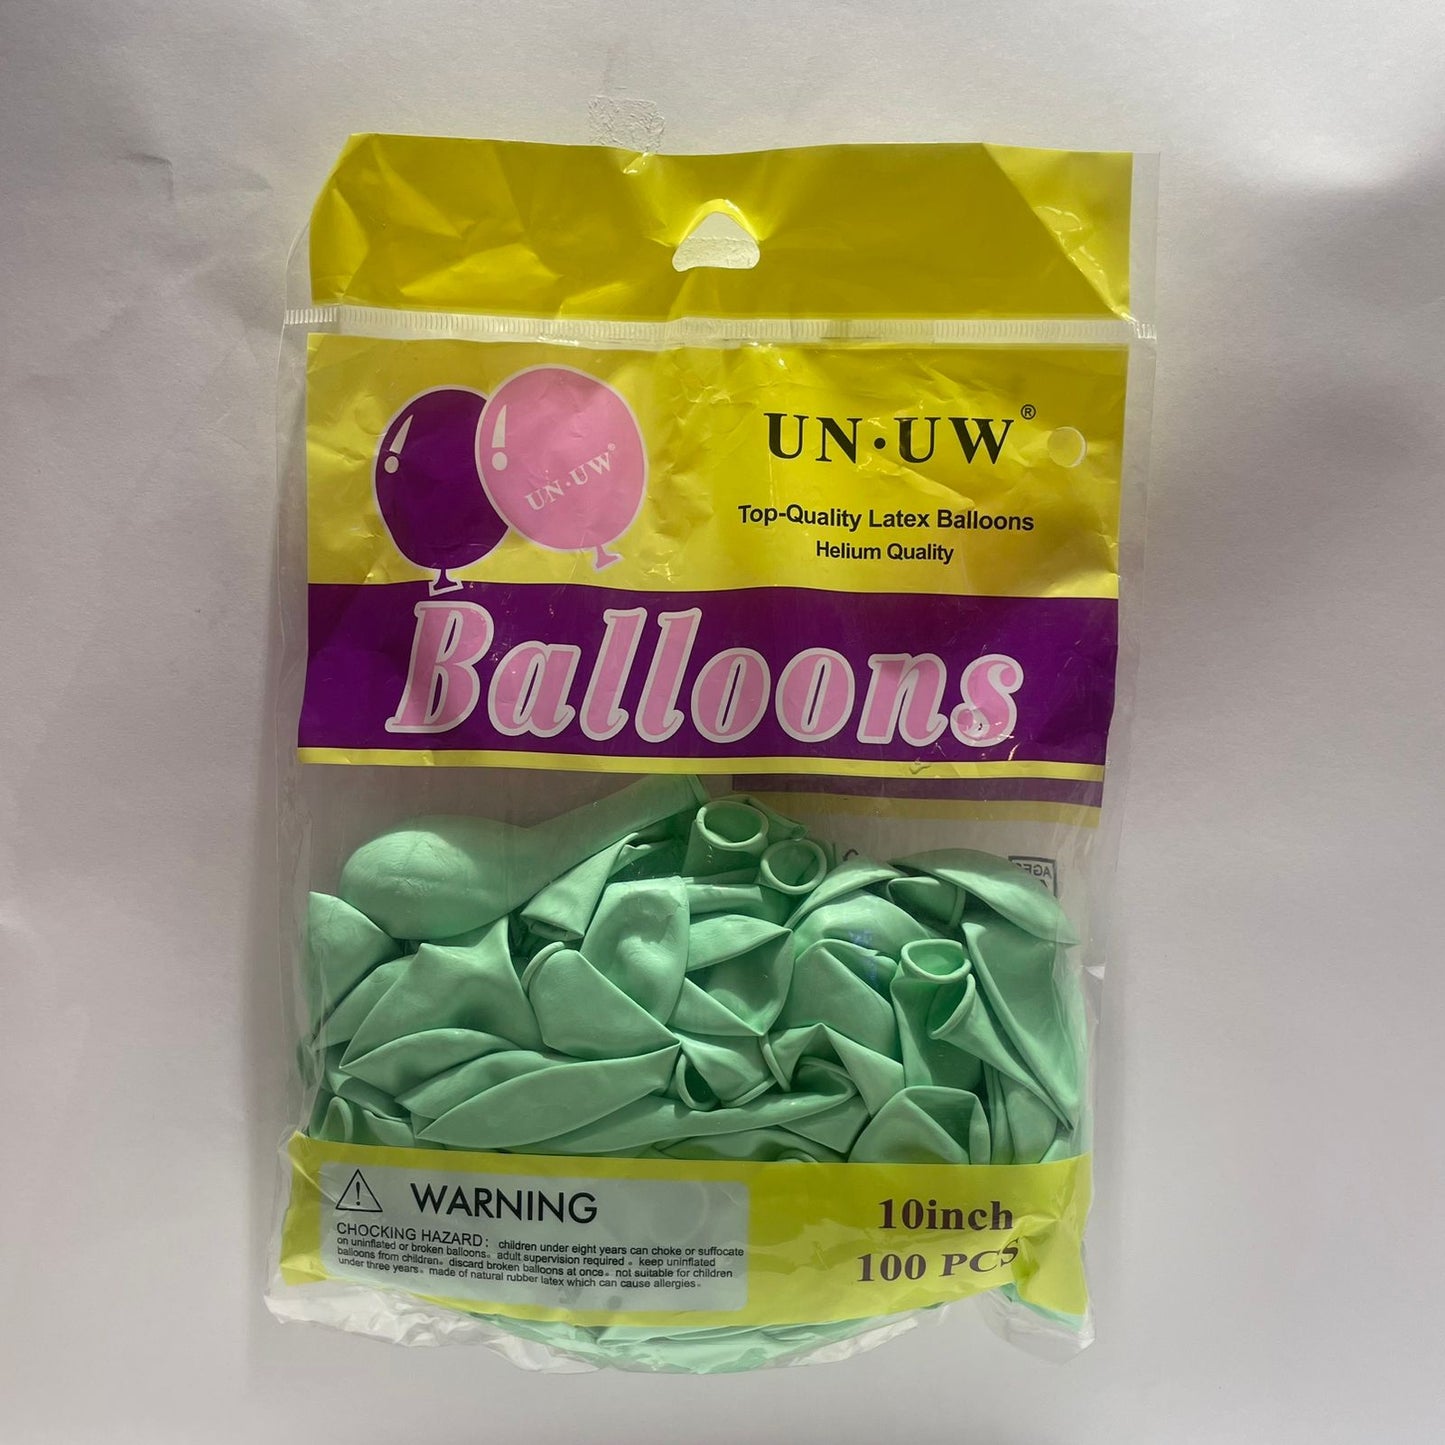 UN·UW®
UN·UW®
Top-Quality Latex Balloons
Helium Quality
Balloons
AGES
WARNING
CHOCKING HAZARD: children under eight years can choke or suffocate
on uninflated or broken balloons。adult supervision required 。keep uninflated
balloons from children。discard broken balloons at once。not suitable for children
under three years。made of natural rubber latex which can cause allergies。
10inch
100 PCS